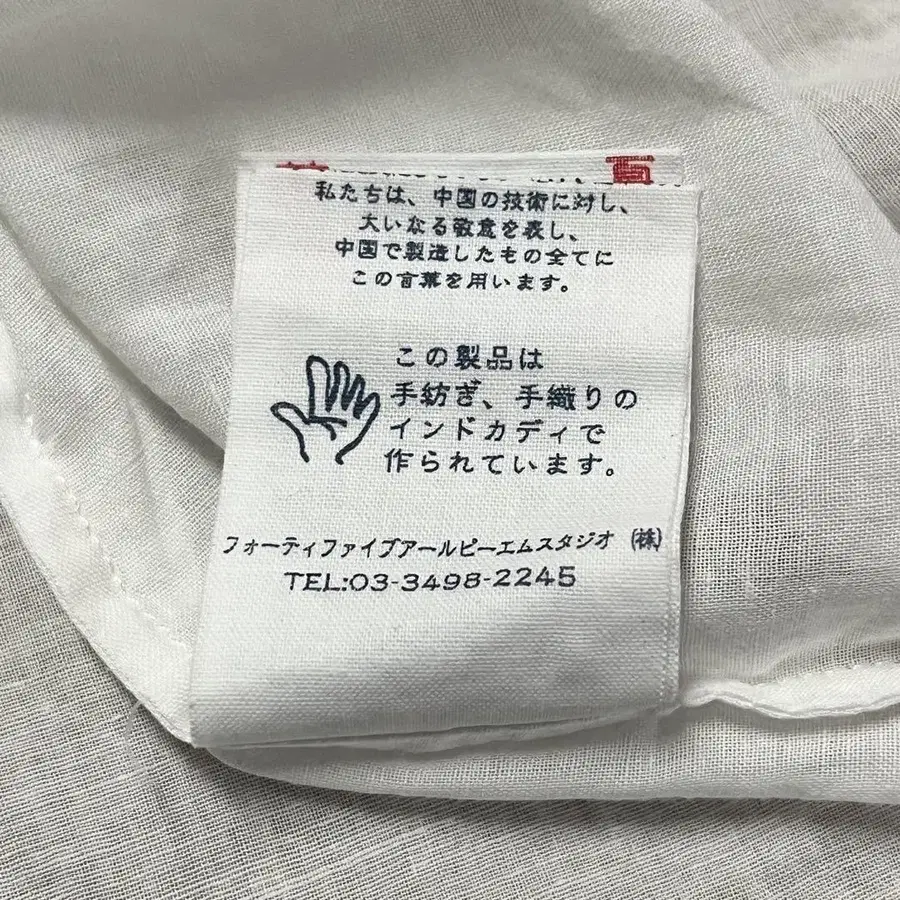 私たちは、中国の技術に対し、
大いなる敬意を表し、
中国で製造したもの全てに
この言葉を用います。
この製品は
手紡ぎ、手織りの
インドカディで
作られています。
フォーティファイブアールピーエムスタジオ (株)
TEL:03-3498-2245